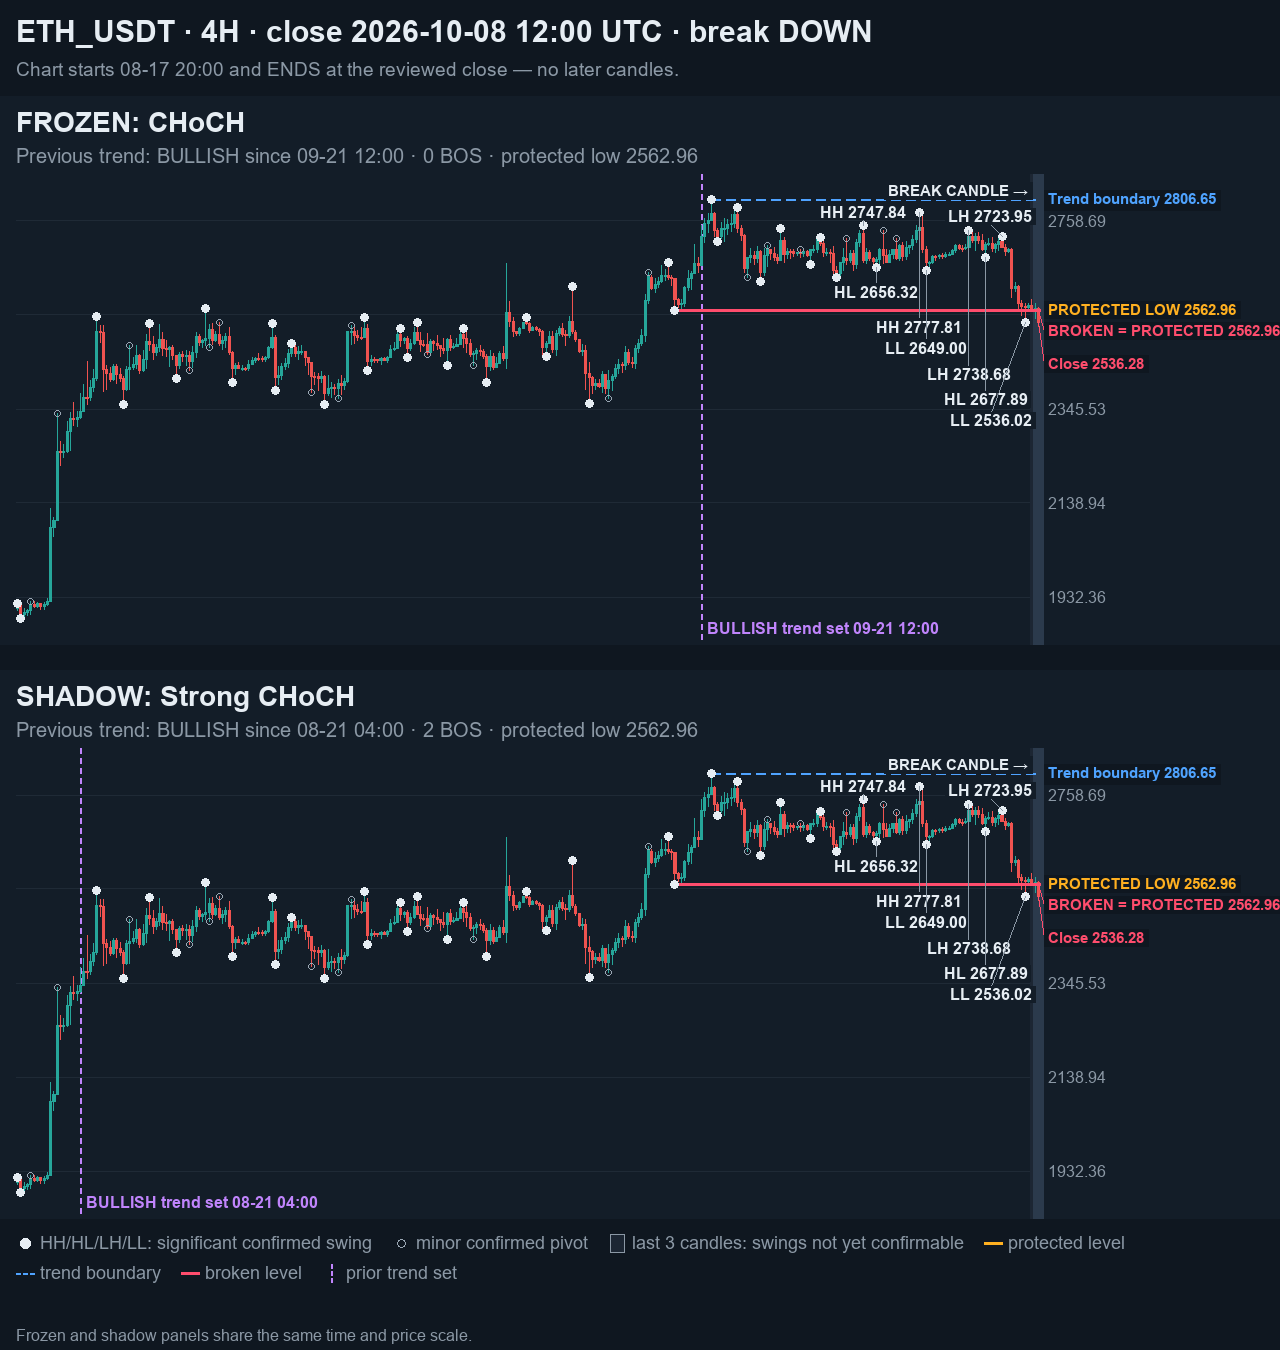 ETH_USDT · 4H · close 2026-10-08 12:00 UTC · break DOWN
Chart starts 08-17 20:00 and ENDS at the reviewed close — no later candles.
FROZEN: CHoCH
Previous trend: BULLISH since 09-21 12:00 · 0 BOS · protected low 2562.96
BREAK CANDLE →
Trend boundary 2806.65
HH 2747.84
LH 2723.95
2758.69
HL 2656.32
PROTECTED LOW 2562.96
HH 2777.81
BROKEN = PROTECTED 2562.96
LL 2649.00
Close 2536.28
LH 2738.68
HL 2677.89
2345.53
LL 2536.02
2138.94
1932.36
BULLISH trend set 09-21 12:00
SHADOW: Strong CHoCH
Previous trend: BULLISH since 08-21 04:00 · 2 BOS · protected low 2562.96
BREAK CANDLE →
Trend boundary 2806.65
HH 2747.84
LH 2723.95
2758.69
HL 2656.32
PROTECTED LOW 2562.96
HH 2777.81
BROKEN = PROTECTED 2562.96
LL 2649.00
Close 2536.28
LH 2738.68
HL 2677.89
2345.53
LL 2536.02
2138.94
1932.36
BULLISH trend set 08-21 04:00
HH/HL/LH/LL: significant confirmed swing
minor confirmed pivot
last 3 candles: swings not yet confirmable
protected level
trend boundary
broken level
prior trend set
Frozen and shadow panels share the same time and price scale.